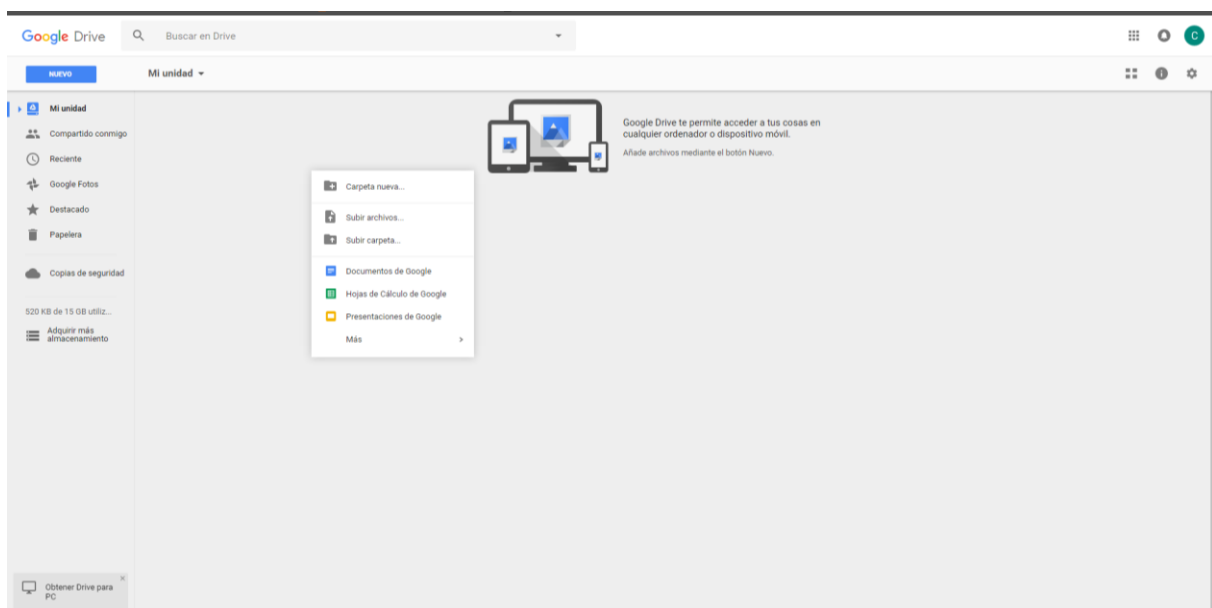 Google Drive
Buscar en Drive
C
NUEVO
Mi unidad
Mi unidad
Compartido conmigo
Reciente
Google Fotos
Destacado
Papelera
Copias de seguridad
520 KB de 15 GB utiliz...
Adquirir más
almacenamiento
Google Drive te permite acceder a tus cosas en
cualquier ordenador o dispositivo móvil.
Añade archivos mediante el botón Nuevo.
Carpeta nueva...
Subir archivos...
Subir carpeta...
Documentos de Google
Hojas de Cálculo de Google
Presentaciones de Google
Más
Obtener Drive para
PC